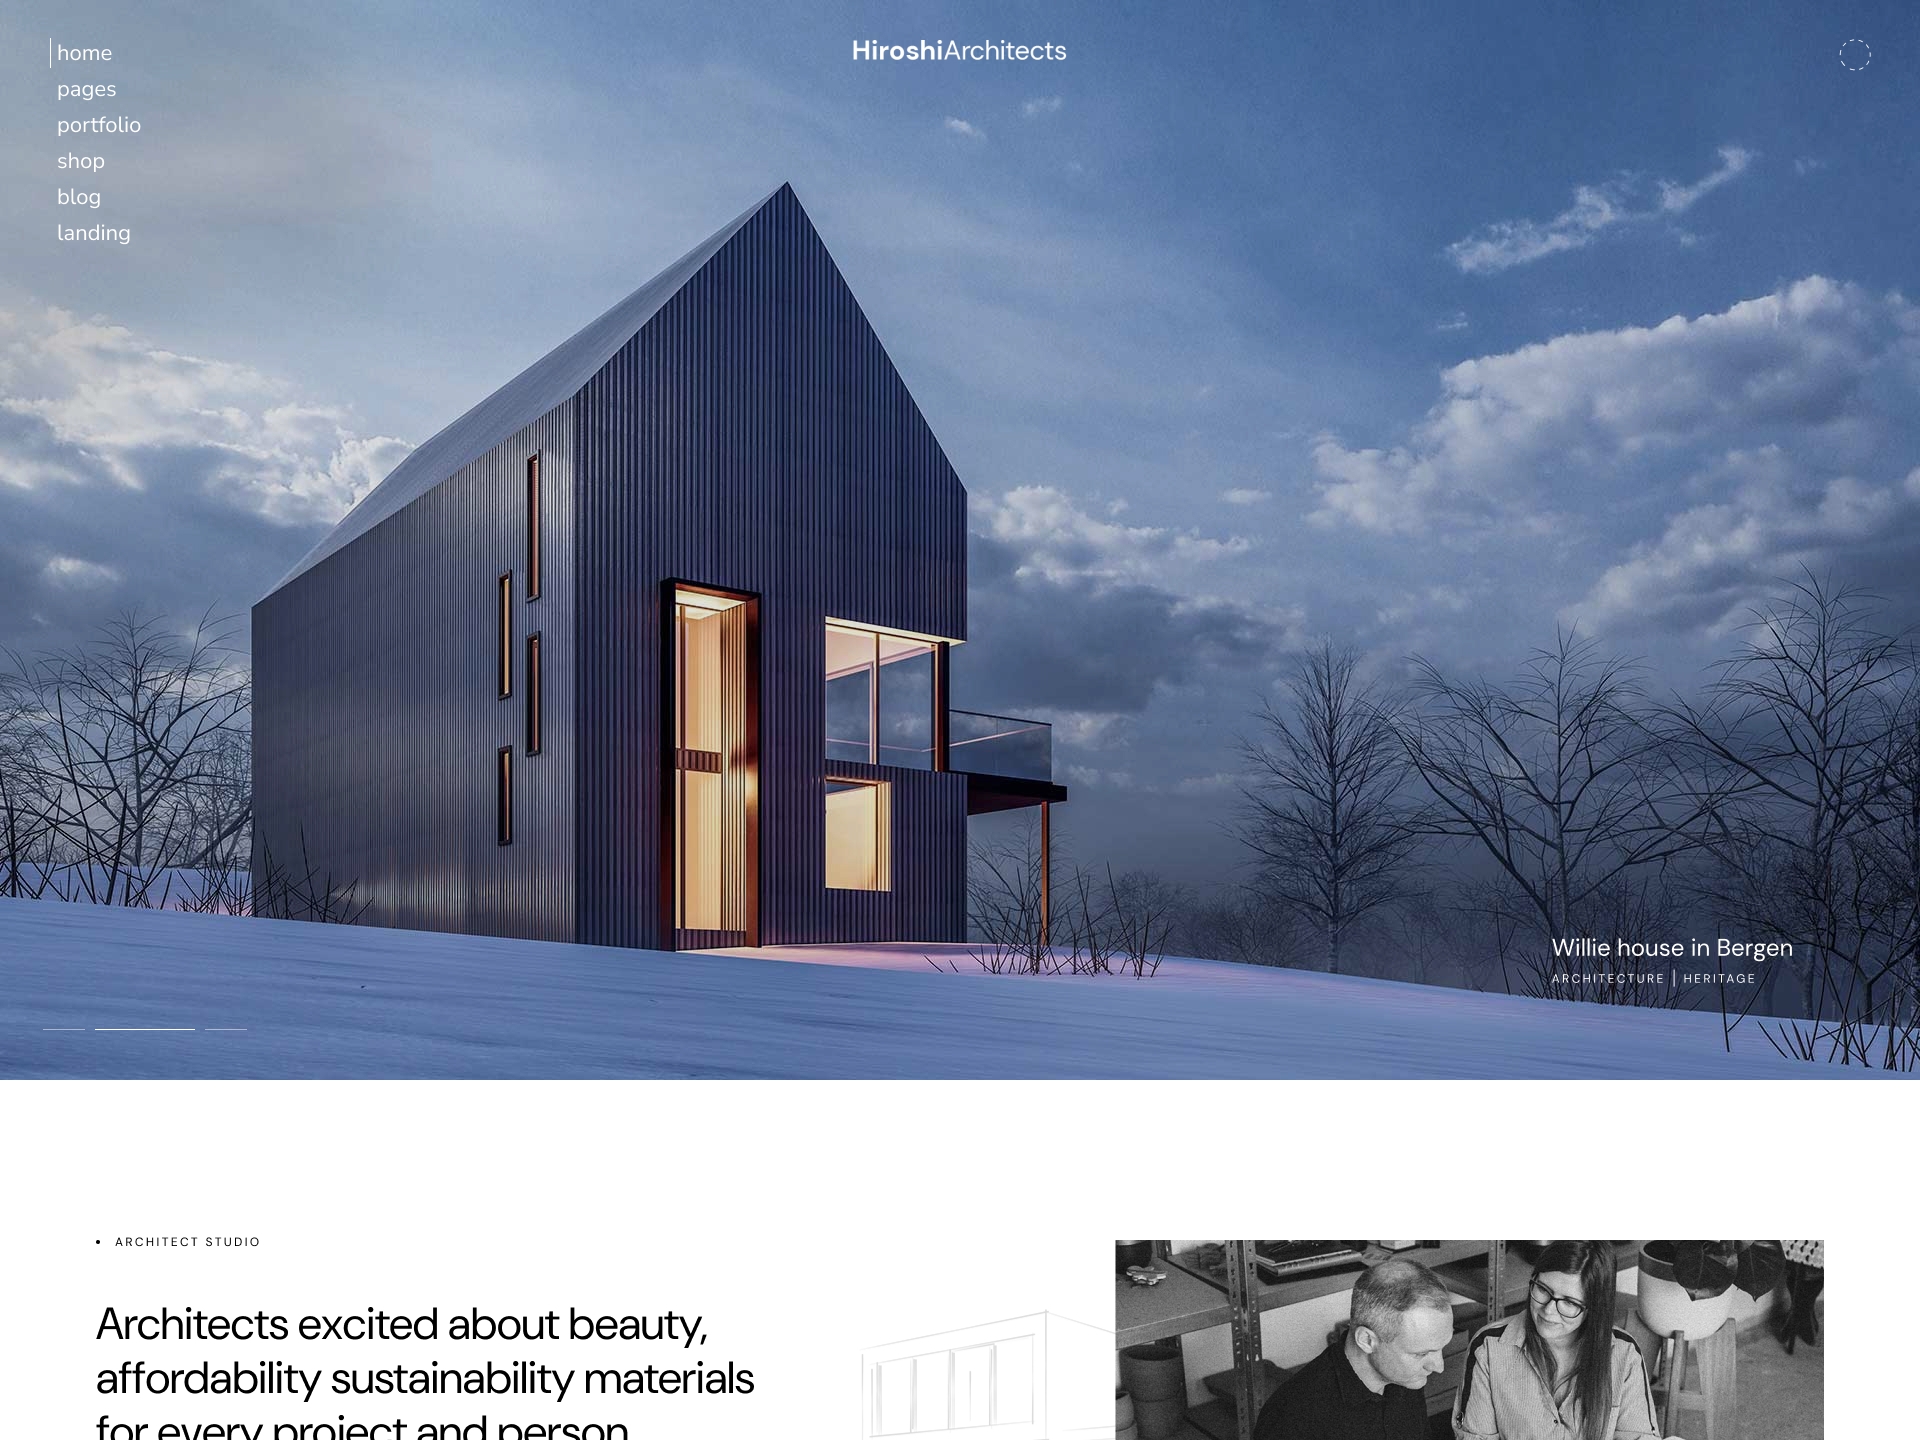 home
pages
portfolio
shop
blog
landing
HiroshiArchitects
Willie house in Bergen
ARCHITECTURE | HERITAGE
• ARCHITECT STUDIO
Architects excited about beauty,
affordability sustainability materials
for every project and person